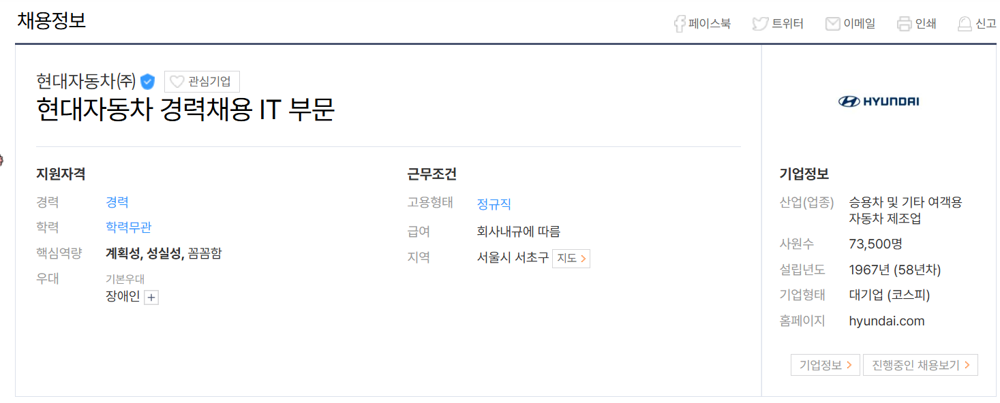 채용정보
페이스북 트위터 이메일 인쇄 신고
현대자동차㈜ 관심기업
현대자동차 경력채용 IT 부문
HYUNDAI
지원자격
경력 경력
학력 학력무관
핵심역량 계획성, 성실성, 꼼꼼함
우대 기본우대
장애인 +
근무조건
고용형태 정규직
급여 회사내규에 따름
지역 서울시 서초구 지도 >
기업정보
산업(업종) 승용차 및 기타 여객용
자동차 제조업
사원수 73,500명
설립년도 1967년 (58년차)
기업형태 대기업 (코스피)
홈페이지 hyundai.com
기업정보 > 진행중인 채용보기 >